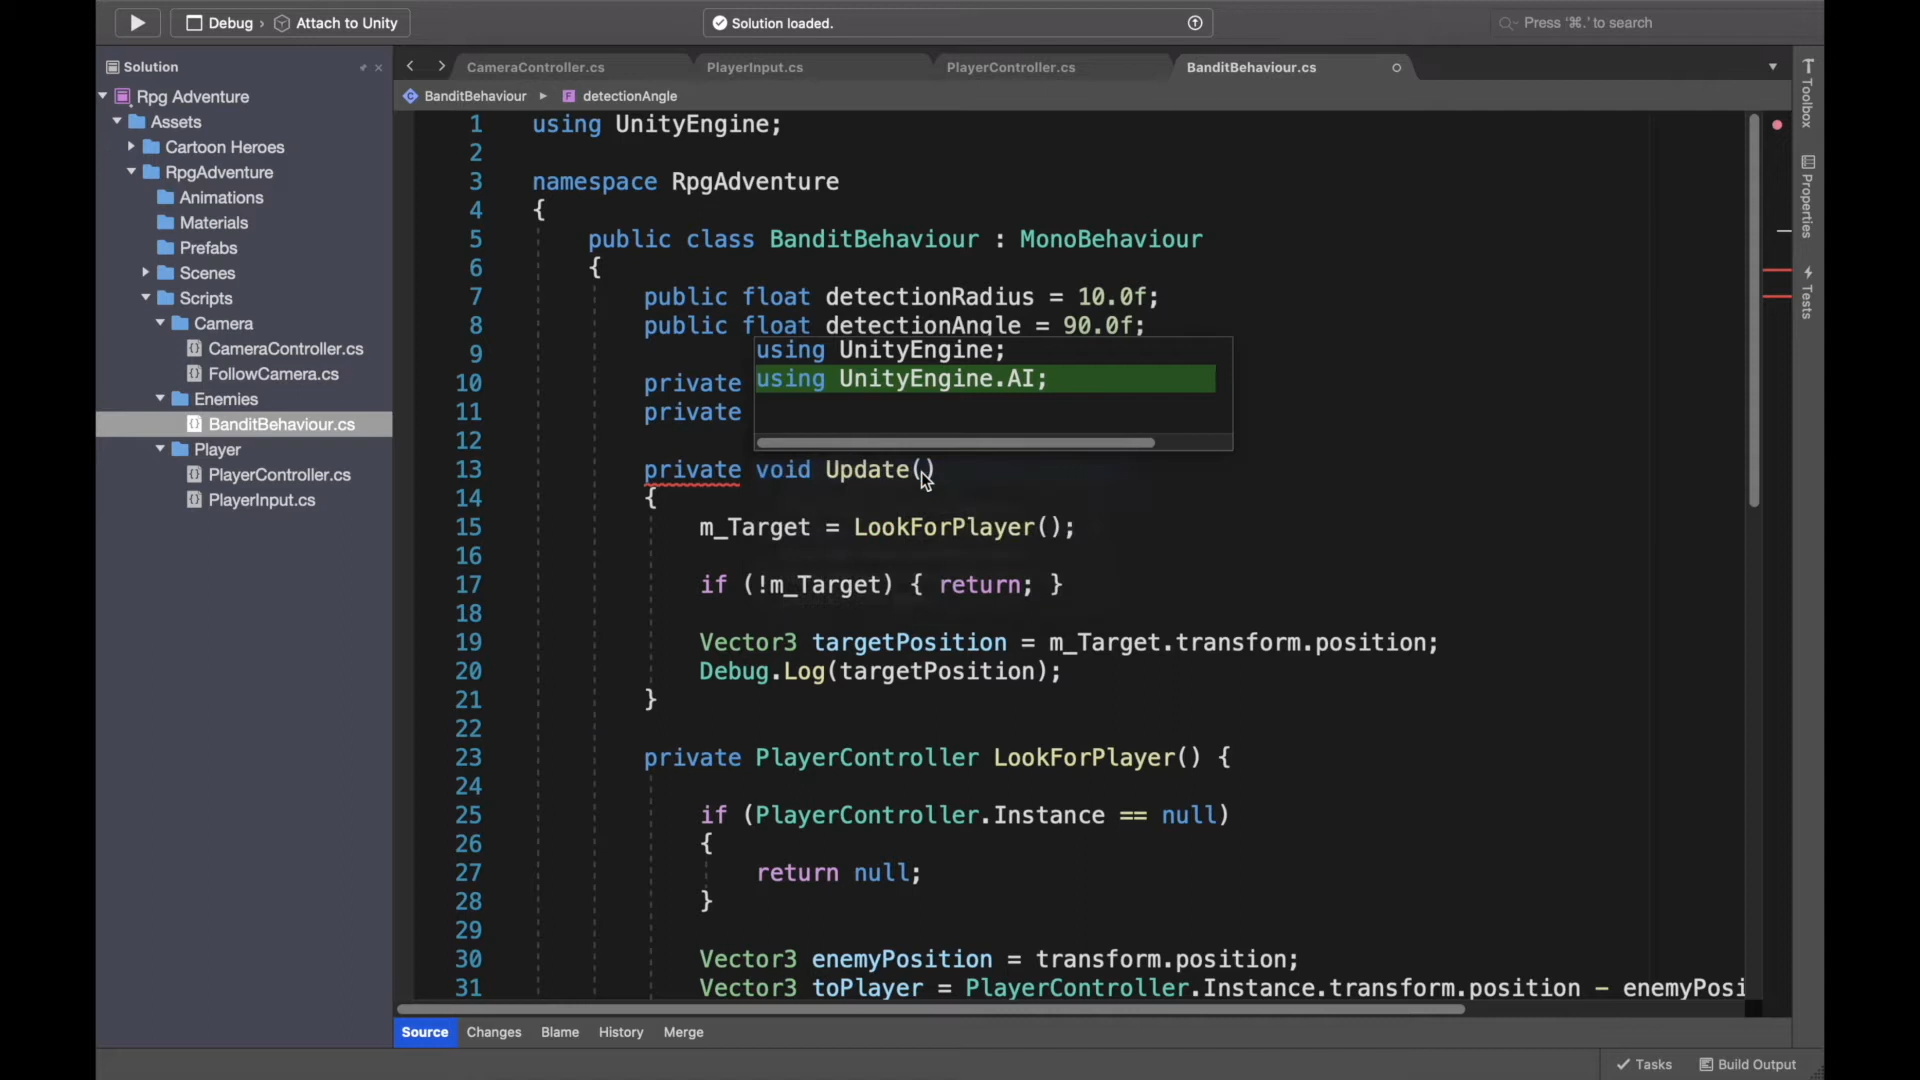 Debug › Attach to Unity
Solution loaded.
Press ‘⌘.’ to search
Solution
Rpg Adventure
Assets
Cartoon Heroes
RpgAdventure
Animations
Materials
Prefabs
Scenes
Scripts
Camera
CameraController.cs
FollowCamera.cs
Enemies
BanditBehaviour.cs
Player
PlayerController.cs
PlayerInput.cs
CameraController.cs
PlayerInput.cs
PlayerController.cs
BanditBehaviour.cs
BanditBehaviour
detectionAngle
1 using UnityEngine;
2
3 namespace RpgAdventure
4 {
5 public class BanditBehaviour : MonoBehaviour
6 {
7 public float detectionRadius = 10.0f;
8 public float detectionAngle = 90.0f;
9
using UnityEngine;
using UnityEngine.AI;
10 private
11 private
12
13 private void Update()
14 {
15 m_Target = LookForPlayer();
16
17 if (!m_Target) { return; }
18
19 Vector3 targetPosition = m_Target.transform.position;
20 Debug.Log(targetPosition);
21 }
22
23 private PlayerController LookForPlayer() {
24
25 if (PlayerController.Instance == null)
26 {
27 return null;
28 }
29
30 Vector3 enemyPosition = transform.position;
31 Vector3 toPlayer = PlayerController.Instance.transform.position - enemyPosi
Toolbox
Properties
Tests
Source Changes Blame History Merge
Tasks Build Output